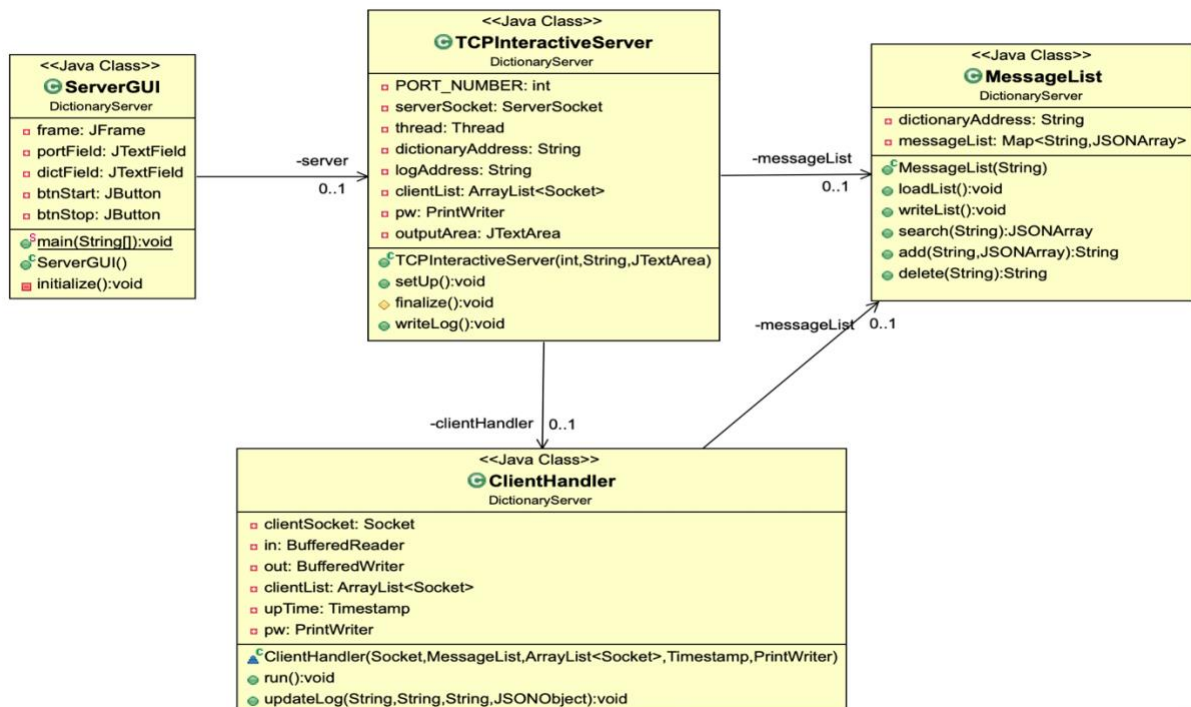 <<Java Class>>
ServerGUI
DictionaryServer
frame: JFrame
portField: JTextField
dictField: JTextField
btnStart: JButton
btnStop: JButton
main(String[]):void
ServerGUI()
initialize():void
-server
0..1
<<Java Class>>
TCPInteractiveServer
DictionaryServer
PORT_NUMBER: int
serverSocket: ServerSocket
thread: Thread
dictionaryAddress: String
logAddress: String
clientList: ArrayList<Socket>
pw: PrintWriter
outputArea: JTextArea
TCPInteractiveServer(int,String,JTextArea)
setUp():void
finalize():void
writeLog():void
-messageList
0..1
<<Java Class>>
MessageList
DictionaryServer
dictionaryAddress: String
messageList: Map<String,JSONArray>
MessageList(String)
loadList():void
writeList():void
search(String):JSONArray
add(String,JSONArray):String
delete(String):String
-messageList
0..1
-clientHandler
0..1
<<Java Class>>
ClientHandler
DictionaryServer
clientSocket: Socket
in: BufferedReader
out: BufferedWriter
clientList: ArrayList<Socket>
upTime: Timestamp
pw: PrintWriter
ClientHandler(Socket,MessageList,ArrayList<Socket>,Timestamp,PrintWriter)
run():void
updateLog(String,String,String,JSONObject):void